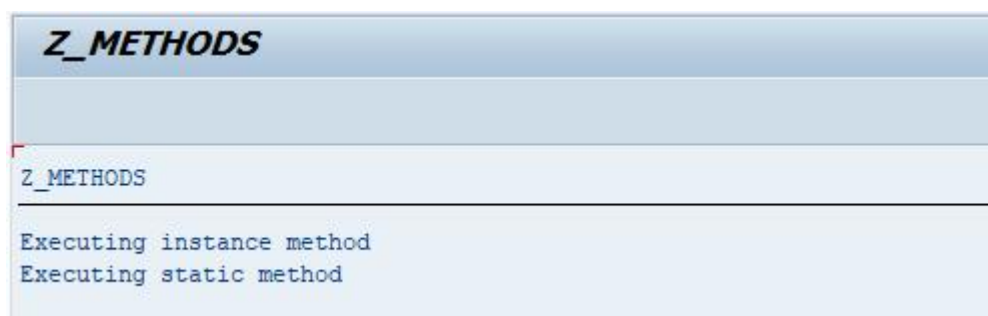 Z_METHODS
Z_METHODS
Executing instance method
Executing static method